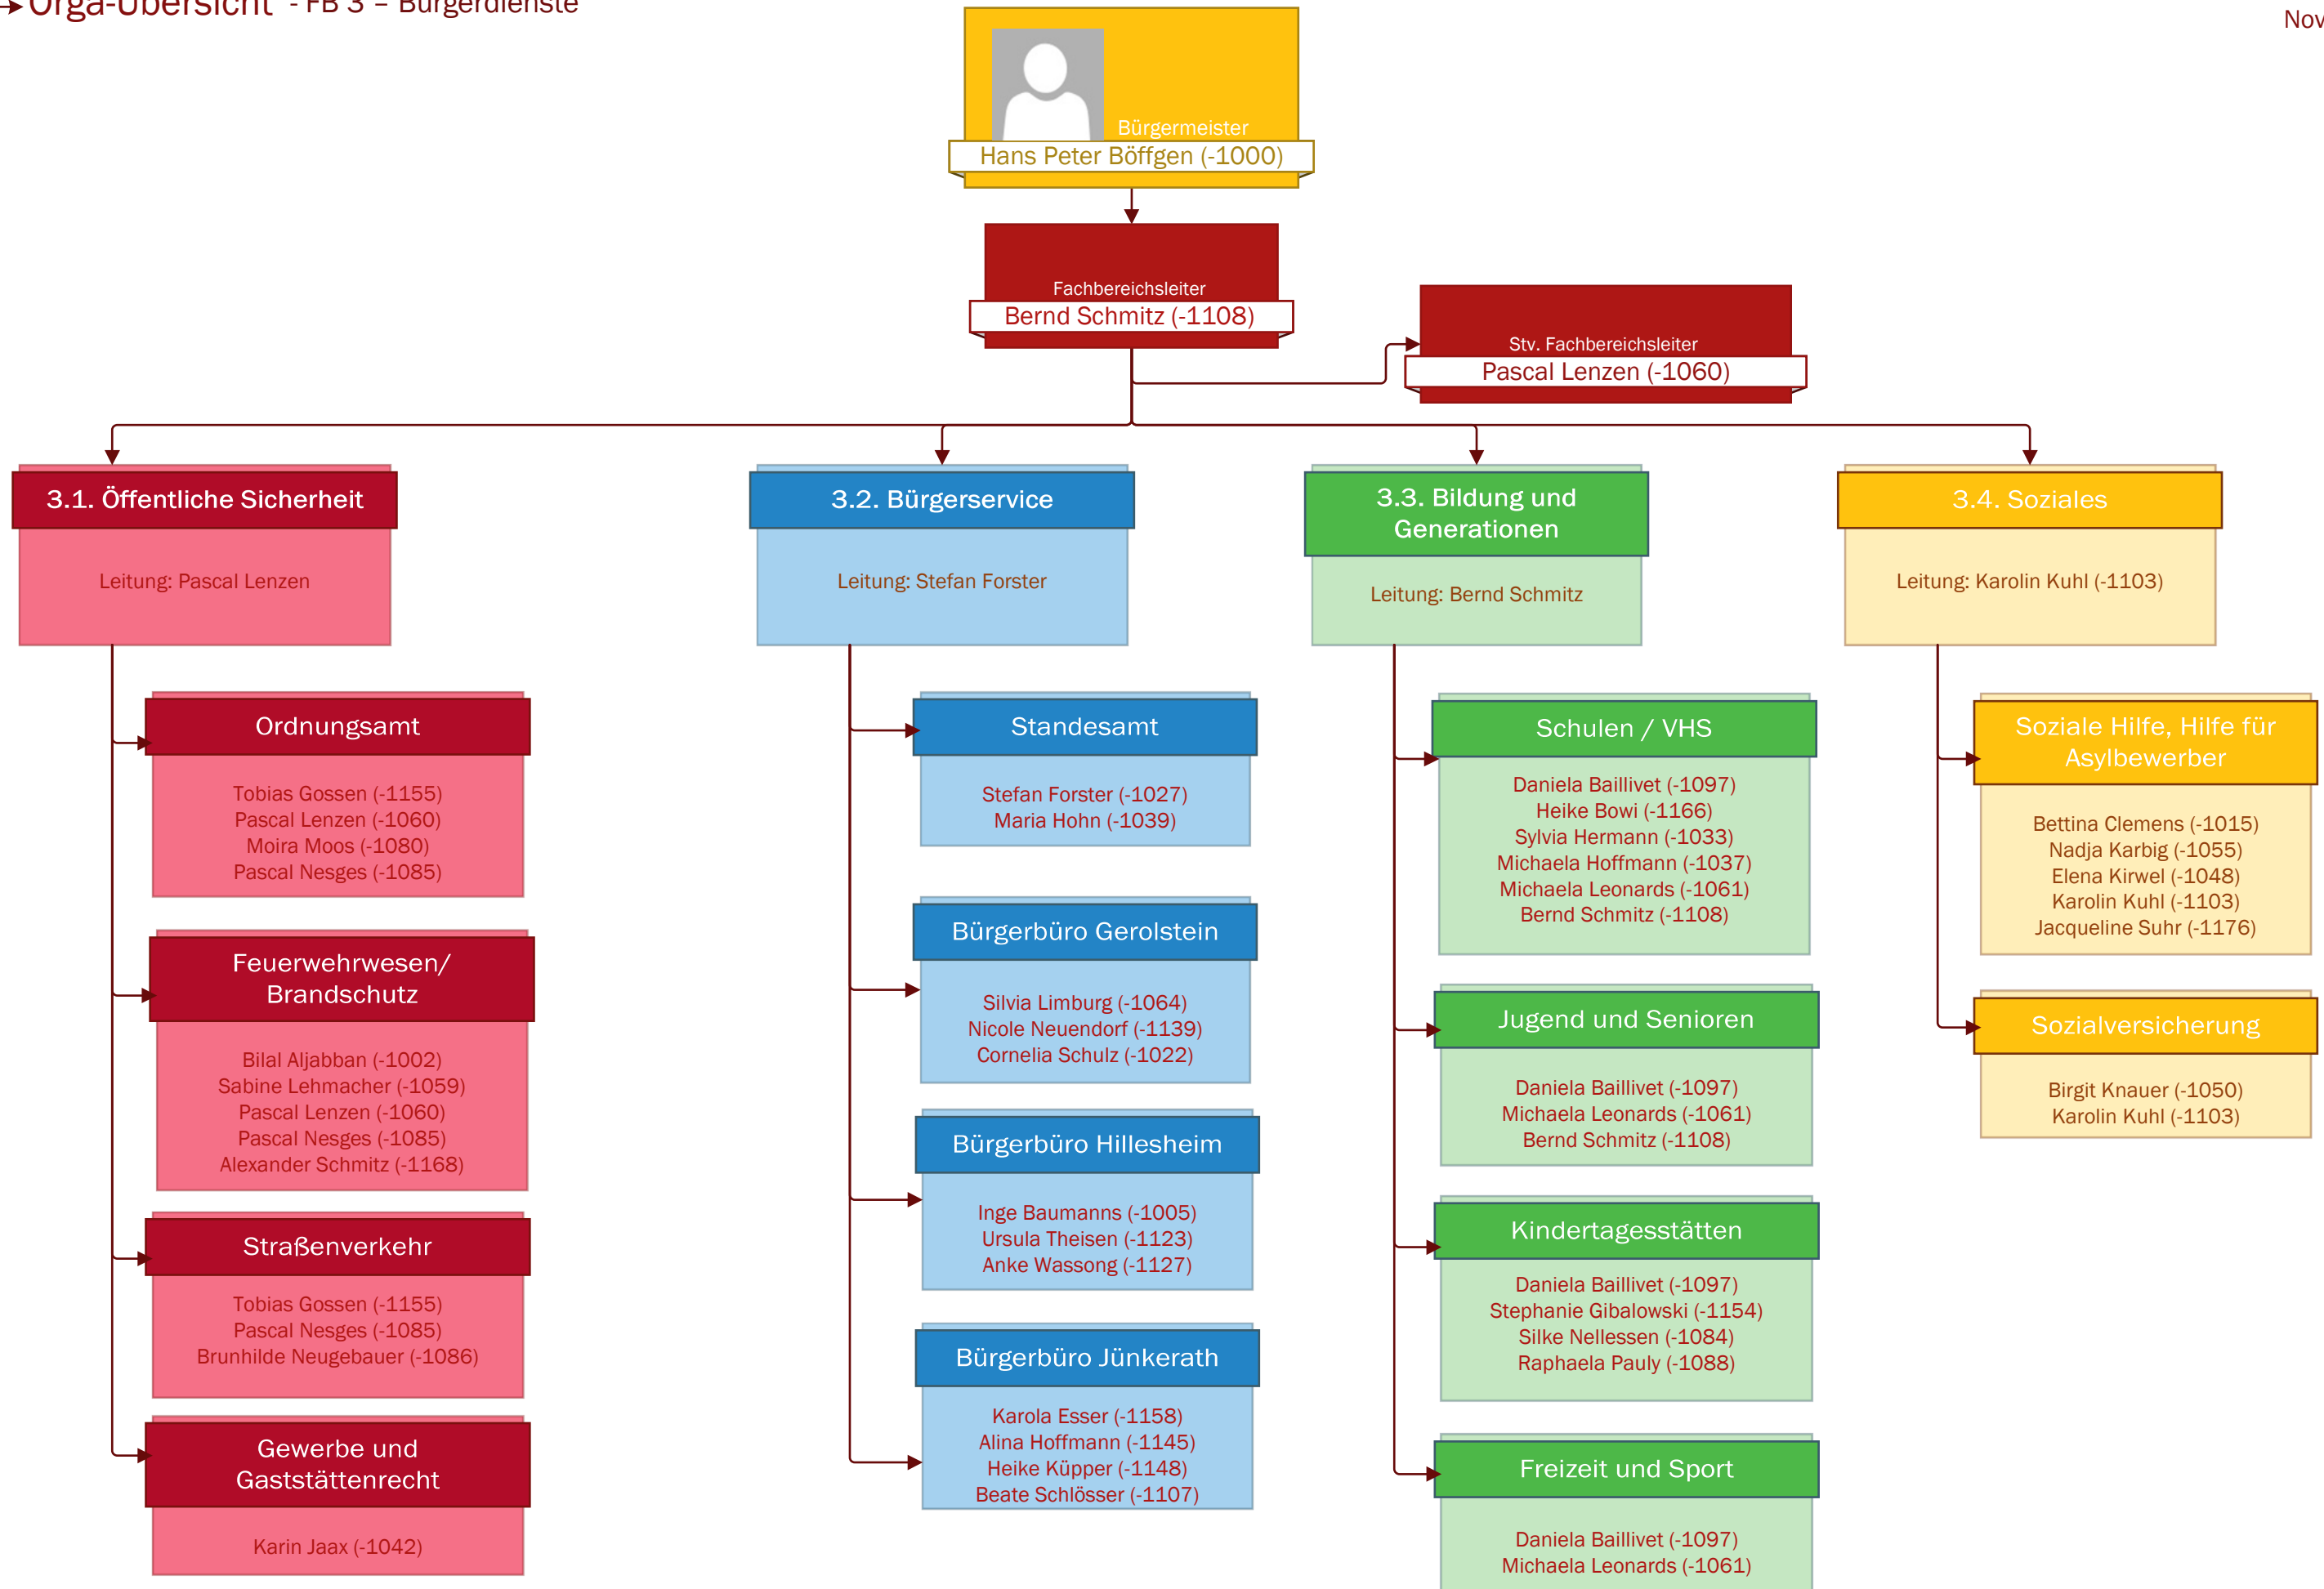 Orga-Übersicht - FB 3 – Bürgerdienste
Nov
Bürgermeister
Hans Peter Böffgen (-1000)
Fachbereichsleiter
Bernd Schmitz (-1108)
Stv. Fachbereichsleiter
Pascal Lenzen (-1060)
3.1. Öffentliche Sicherheit
Leitung: Pascal Lenzen
Ordnungsamt
Tobias Gossen (-1155)
Pascal Lenzen (-1060)
Moira Moos (-1080)
Pascal Nesges (-1085)
Feuerwehrwesen/
Brandschutz
Bilal Aljabban (-1002)
Sabine Lehmacher (-1059)
Pascal Lenzen (-1060)
Pascal Nesges (-1085)
Alexander Schmitz (-1168)
Straßenverkehr
Tobias Gossen (-1155)
Pascal Nesges (-1085)
Brunhilde Neugebauer (-1086)
Gewerbe und
Gaststättenrecht
Karin Jaax (-1042)
3.2. Bürgerservice
Leitung: Stefan Forster
Standesamt
Stefan Forster (-1027)
Maria Hohn (-1039)
Bürgerbüro Gerolstein
Silvia Limburg (-1064)
Nicole Neuendorf (-1139)
Cornelia Schulz (-1022)
Bürgerbüro Hillesheim
Inge Baumanns (-1005)
Ursula Theisen (-1123)
Anke Wassong (-1127)
Bürgerbüro Jünkerath
Karola Esser (-1158)
Alina Hoffmann (-1145)
Heike Küpper (-1148)
Beate Schlösser (-1107)
3.3. Bildung und
Generationen
Leitung: Bernd Schmitz
Schulen / VHS
Daniela Baillivet (-1097)
Heike Bowi (-1166)
Sylvia Hermann (-1033)
Michaela Hoffmann (-1037)
Michaela Leonards (-1061)
Bernd Schmitz (-1108)
Jugend und Senioren
Daniela Baillivet (-1097)
Michaela Leonards (-1061)
Bernd Schmitz (-1108)
Kindertagesstätten
Daniela Baillivet (-1097)
Stephanie Gibalowski (-1154)
Silke Nellessen (-1084)
Raphaela Pauly (-1088)
Freizeit und Sport
Daniela Baillivet (-1097)
Michaela Leonards (-1061)
3.4. Soziales
Leitung: Karolin Kuhl (-1103)
Soziale Hilfe, Hilfe für
Asylbewerber
Bettina Clemens (-1015)
Nadja Karbig (-1055)
Elena Kirwel (-1048)
Karolin Kuhl (-1103)
Jacqueline Suhr (-1176)
Sozialversicherung
Birgit Knauer (-1050)
Karolin Kuhl (-1103)